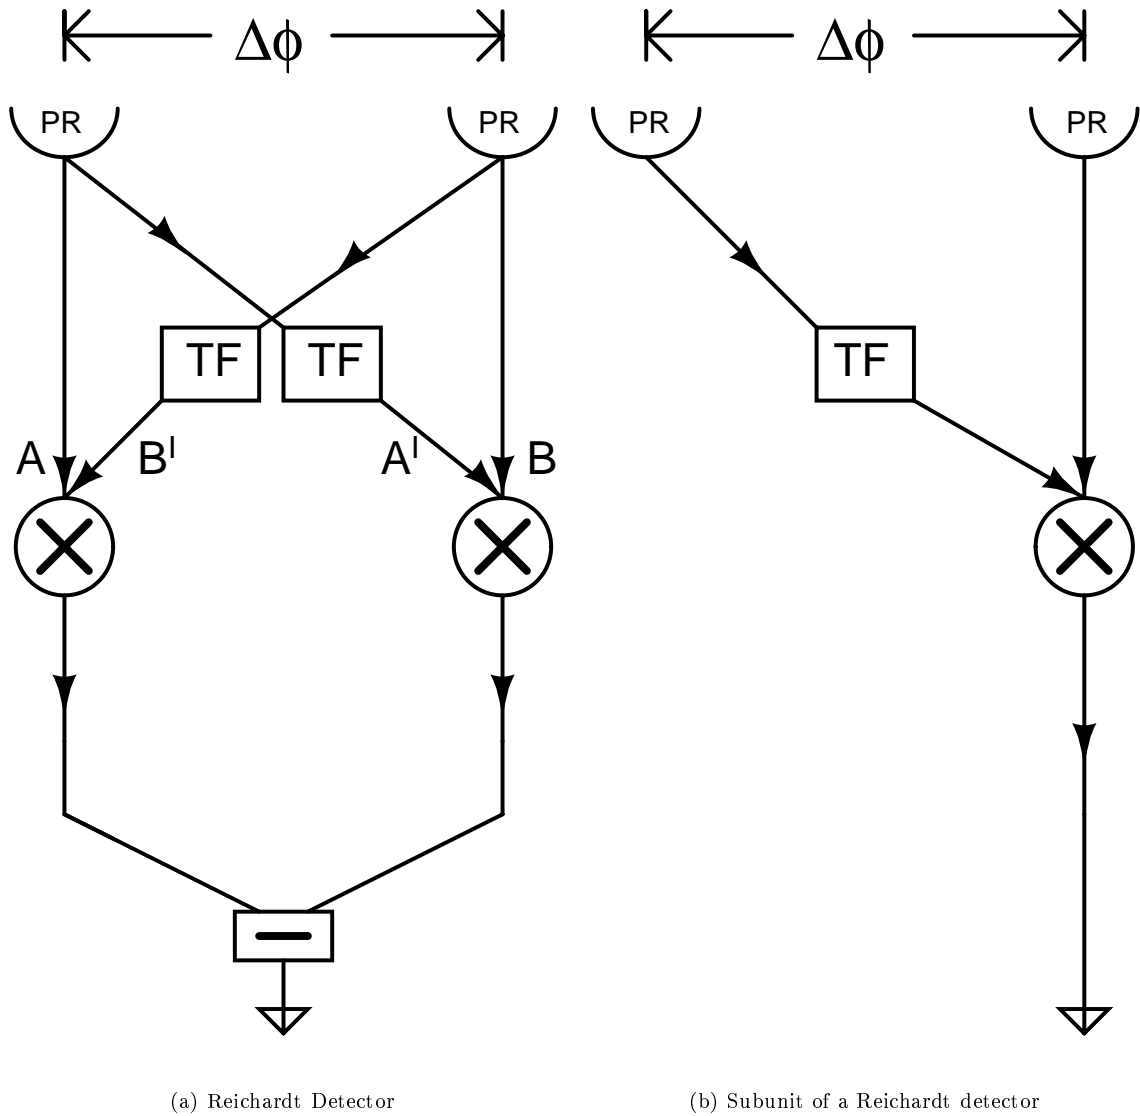 Δϕ Δϕ
PR PR PR PR
TF TF TF
A B' A' B
(a) Reichardt Detector
(b) Subunit of a Reichardt detector